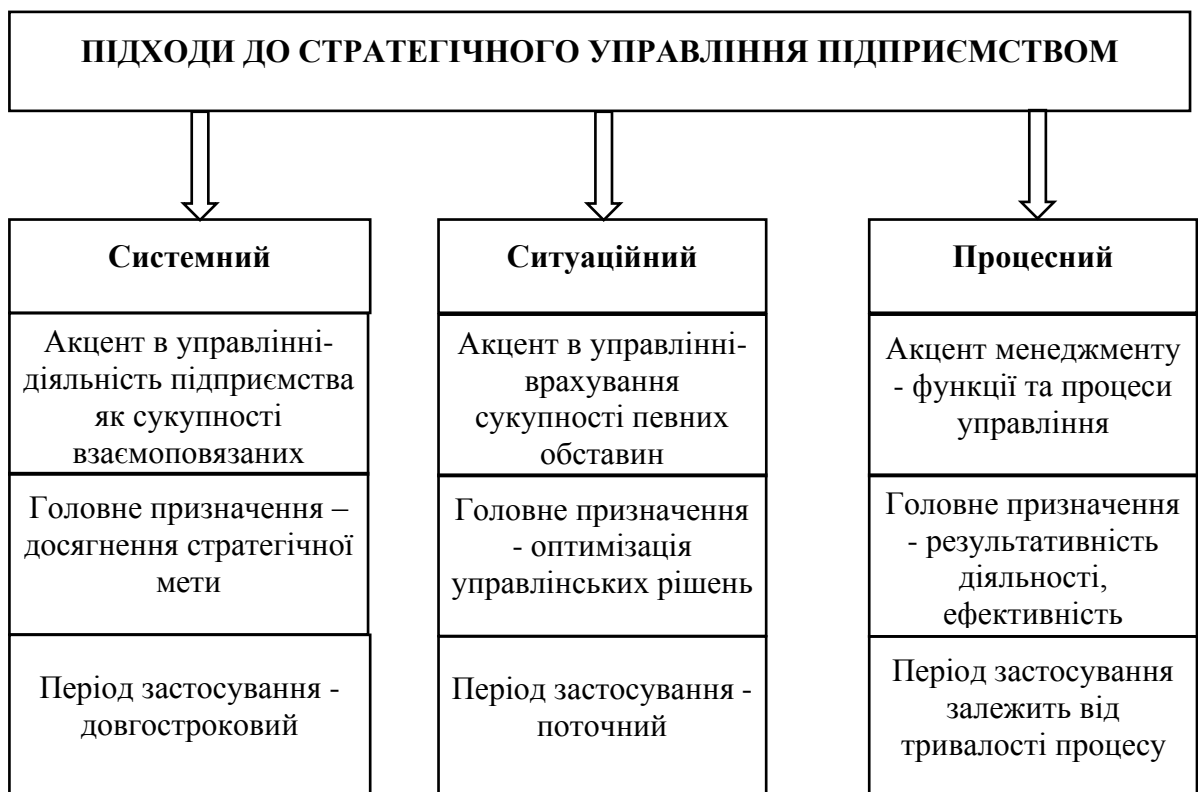 ПІДХОДИ ДО СТРАТЕГІЧНОГО УПРАВЛІННЯ ПІДПРИЄМСТВОМ
Системний
Акцент в управлінні-
діяльність підприємства
як сукупності
взаємоповязаних
Головне призначення –
досягнення стратегічної
мети
Період застосування -
довгостроковий
Ситуаційний
Акцент в управлінні-
врахування
сукупності певних
обставин
Головне призначення
- оптимізація
управлінських рішень
Період застосування -
поточний
Процесний
Акцент менеджменту
- функції та процеси
управління
Головне призначення
- результативність
діяльності,
ефективність
Період застосування
залежить від
тривалості процесу